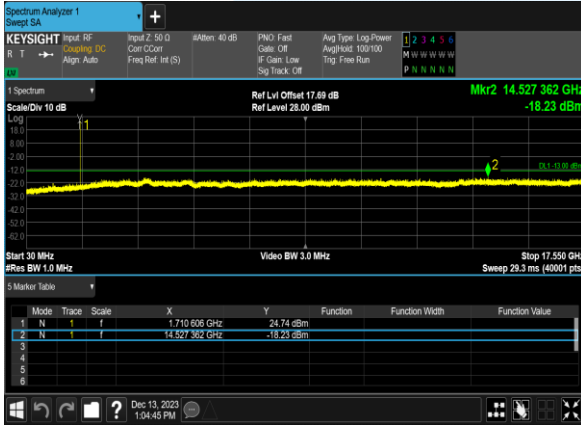 Spectrum Analyzer 1
Swept SA
+
KEYSIGHT Input: RF Input Z: 50 Ω #Atten: 40 dB PNO: Fast Avg Type: Log-Power 1 2 3 4 5 6
R T Coupling: DC Corr CCorr Gate: Off Avg|Hold: 100/100 M W W W W W
Align: Auto Freq Ref: Int (S) IF Gain: Low Trig: Free Run
Sig Track: Off P N N N N N
1 Spectrum Ref Lvl Offset 17.69 dB Mkr2 14.527 362 GHz
Scale/Div 10 dB Ref Level 28.00 dBm -18.23 dBm
Log
1
18.0
8.00
-2.00
-12.0 2 DL1 -13.00 dBm
-22.0
-32.0
-42.0
-52.0
-62.0
Start 30 MHz Video BW 3.0 MHz Stop 17.550 GHz
#Res BW 1.0 MHz Sweep 29.3 ms (40001 pts
5 Marker Table
Mode Trace Scale X Y Function Function Width Function Value
1 N 1 f 1.710 606 GHz 24.74 dBm
2 N 1 f 14.527 362 GHz -18.23 dBm
3
4
5
6
? Dec 13, 2023
1:04:45 PM